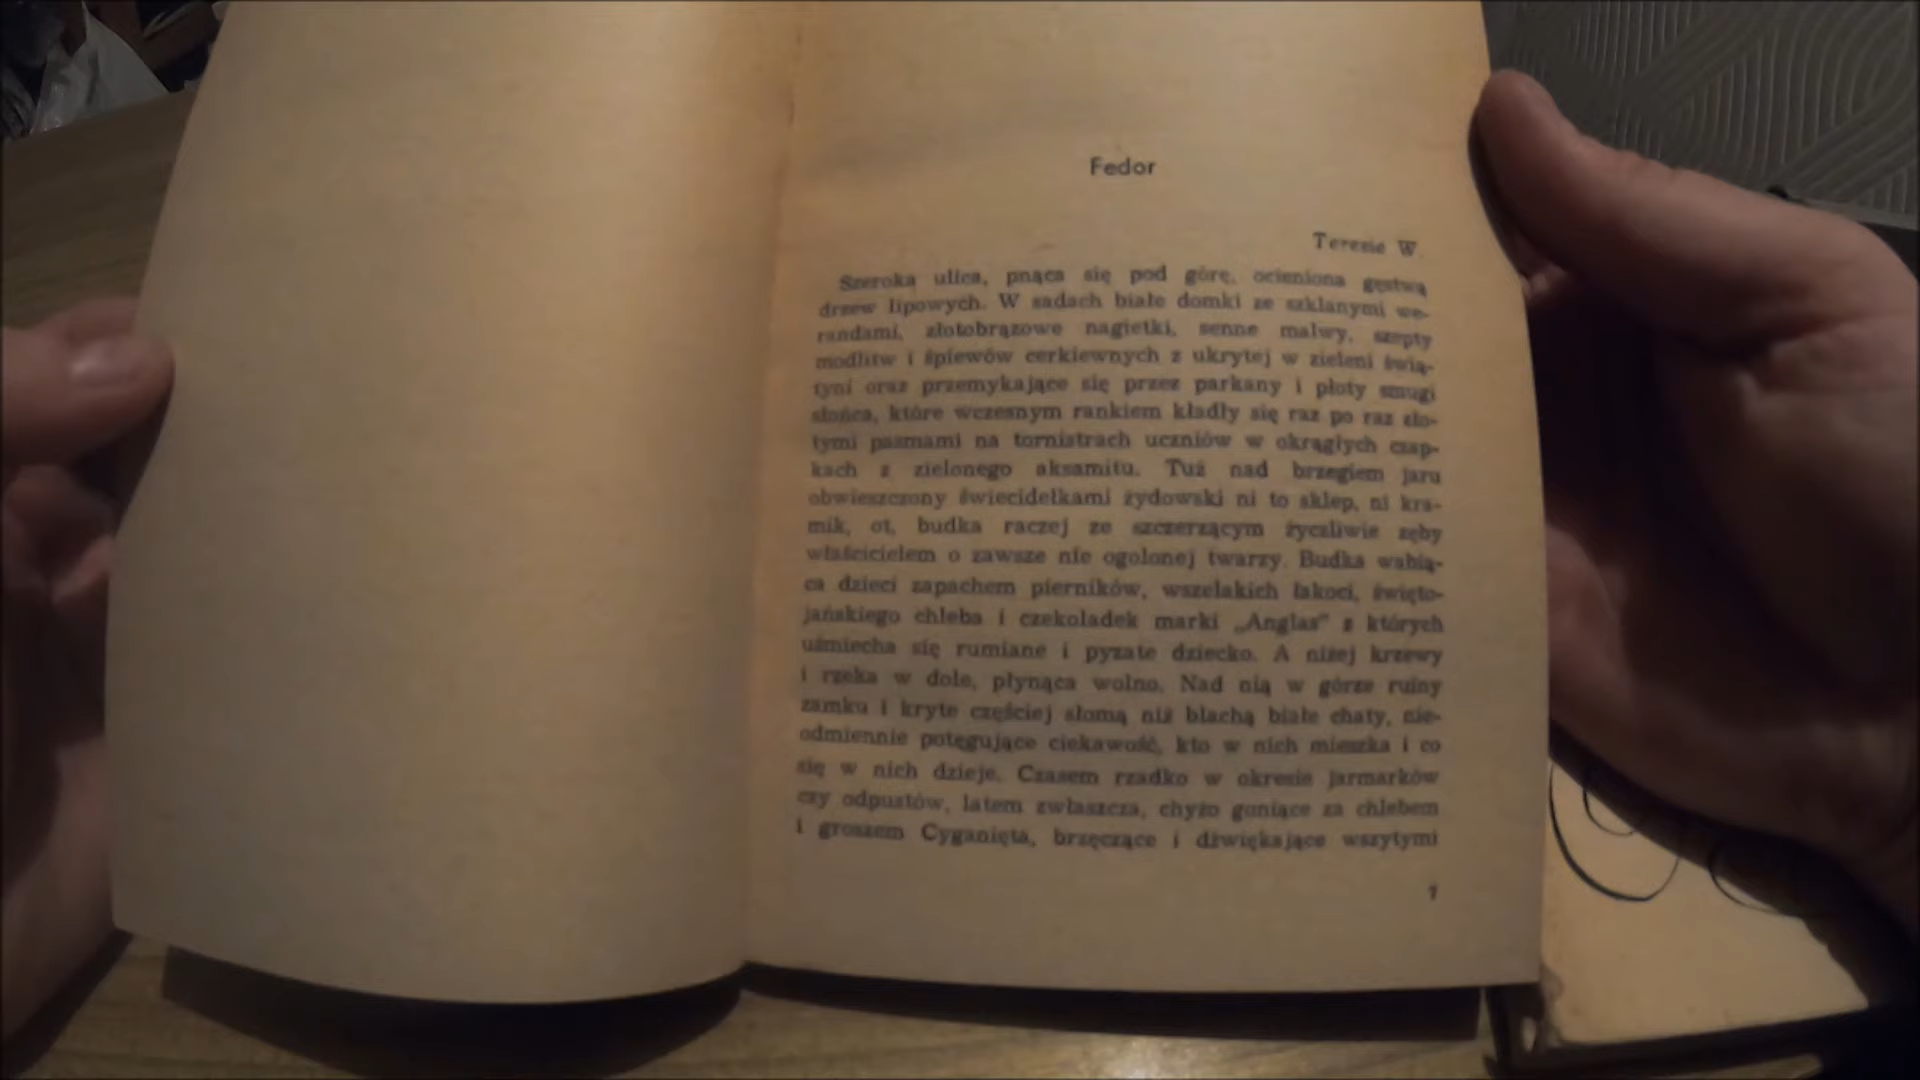 Fedor
Teresie W.
Szeroka ulica, pnąca się pod górę, ocieniona gęstwą
drzew lipowych. W sadach białe domki ze szklanymi we-
randami, złotobrązowe nagietki, senne malwy, szepty
modlitw i śpiewów cerkiewnych z ukrytej w zieleni świą-
tyni oraz przemykające się przez parkany i płoty smugi
słońca, które wczesnym rankiem kładły się raz po raz zło-
tymi pasmami na tornistrach uczniów w okrągłych czap-
kach z zielonego aksamitu. Tuż nad brzegiem jaru
obwieszczony świecidełkami żydowski ni to sklep, ni kra-
mik, ot, budka raczej ze szczerzącym życzliwie zęby
właścicielem o zawsze nie ogolonej twarzy. Budka wabią-
ca dzieci zapachem pierników, wszelakich łakoci, święto-
jańskiego chleba i czekoladek marki „Anglas” z których
uśmiecha się rumiane i pyzate dziecko. A niżej krzewy
i rzeka w dole, płynąca wolno. Nad nią w górze ruiny
zamku i kryte częściej słomą niż blachą białe chaty, nie-
odmiennie potęgujące ciekawość, kto w nich mieszka i co
się w nich dzieje. Czasem rzadko w okresie jarmarków
czy odpustów, latem zwłaszcza, chyżo goniące za chlebem
i groszem Cyganięta, brzęczące i dźwiękające wszytymi
7